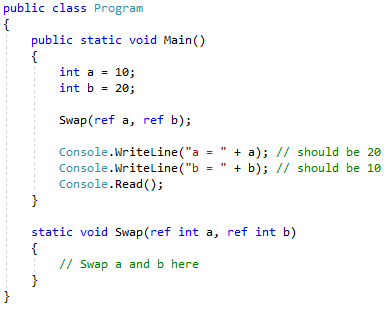 public class Program
{
    public static void Main()
    {
        int a = 10;
        int b = 20;

        Swap(ref a, ref b);

        Console.WriteLine("a = " + a); // should be 20
        Console.WriteLine("b = " + b); // should be 10
        Console.Read();
    }

    static void Swap(ref int a, ref int b)
    {
        // Swap a and b here
    }
}